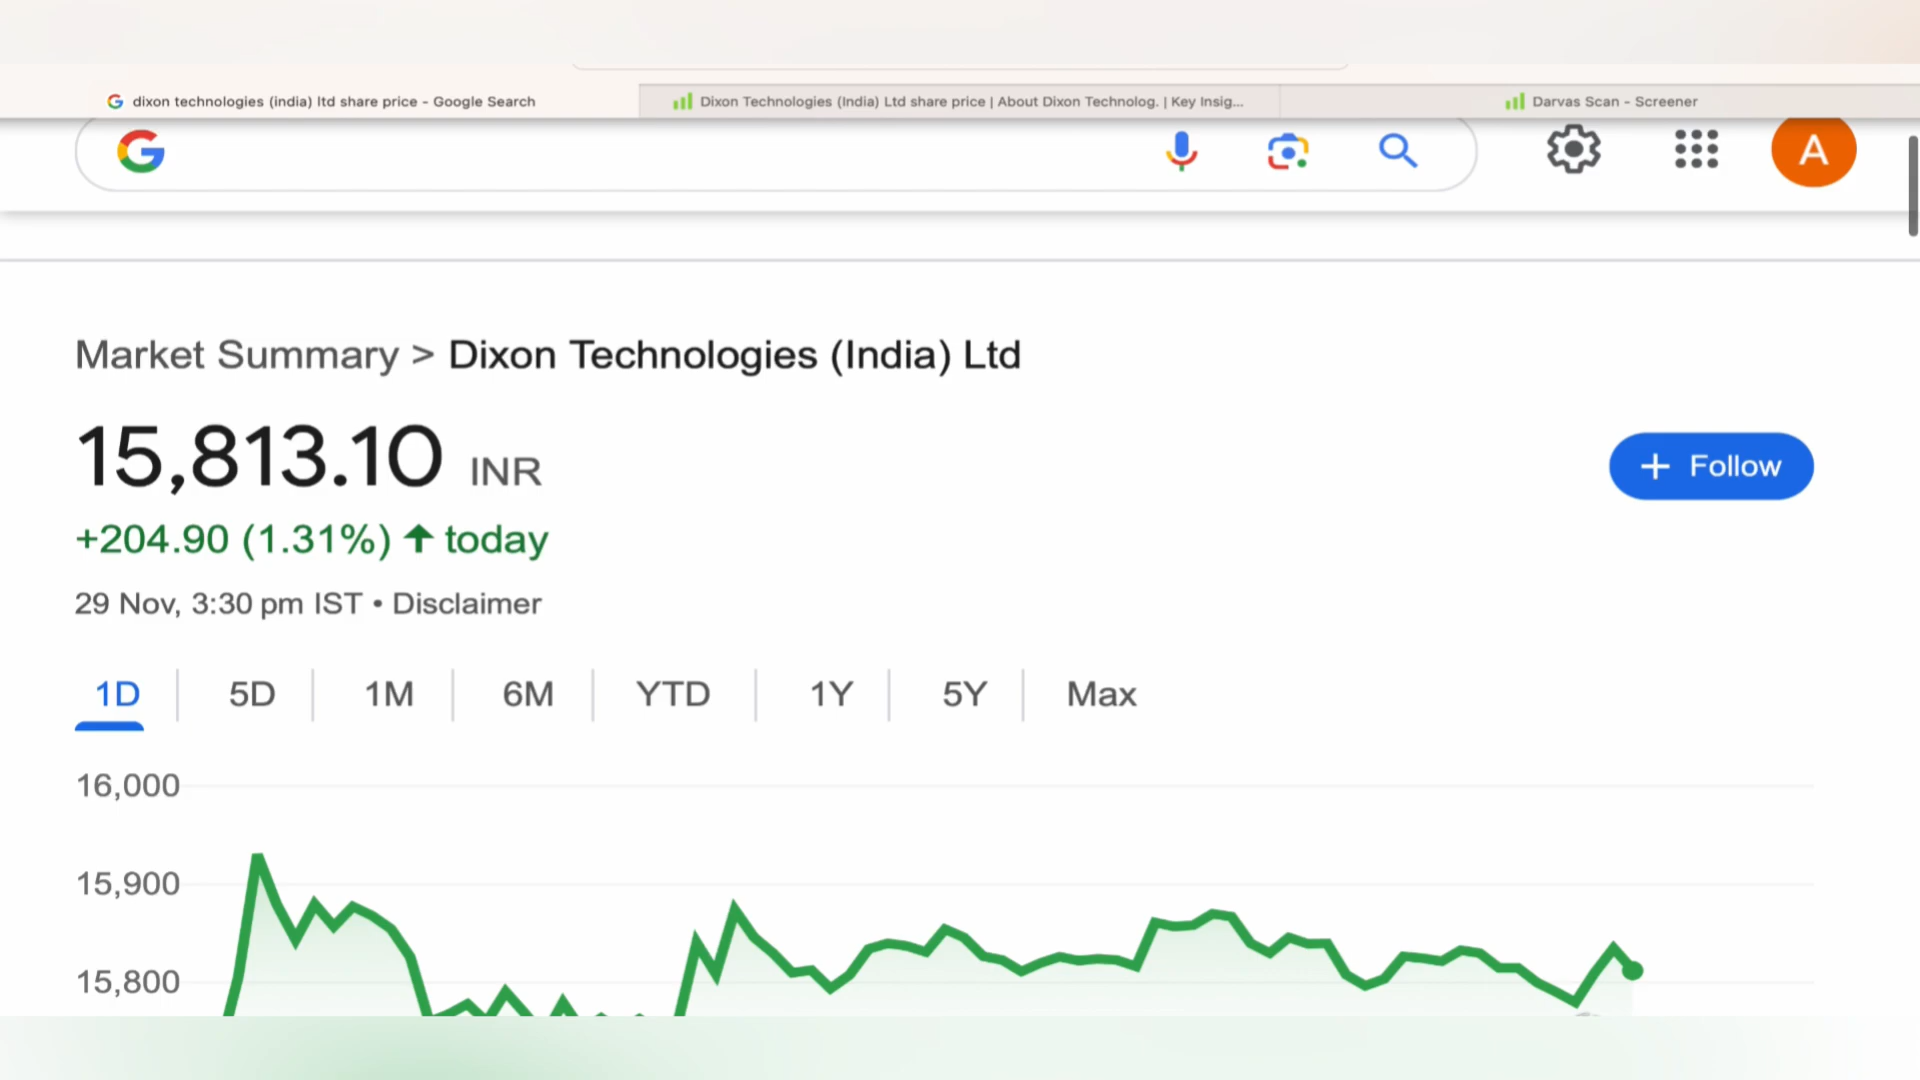 dixon technologies (india) ltd share price - Google Search
Dixon Technologies (India) Ltd share price | About Dixon Technolog. | Key Insig...
Darvas Scan - Screener
A
Market Summary > Dixon Technologies (India) Ltd
15,813.10 INR
+ Follow
+204.90 (1.31%) ↑ today
29 Nov, 3:30 pm IST • Disclaimer
1D 5D 1M 6M YTD 1Y 5Y Max
16,000
15,900
15,800